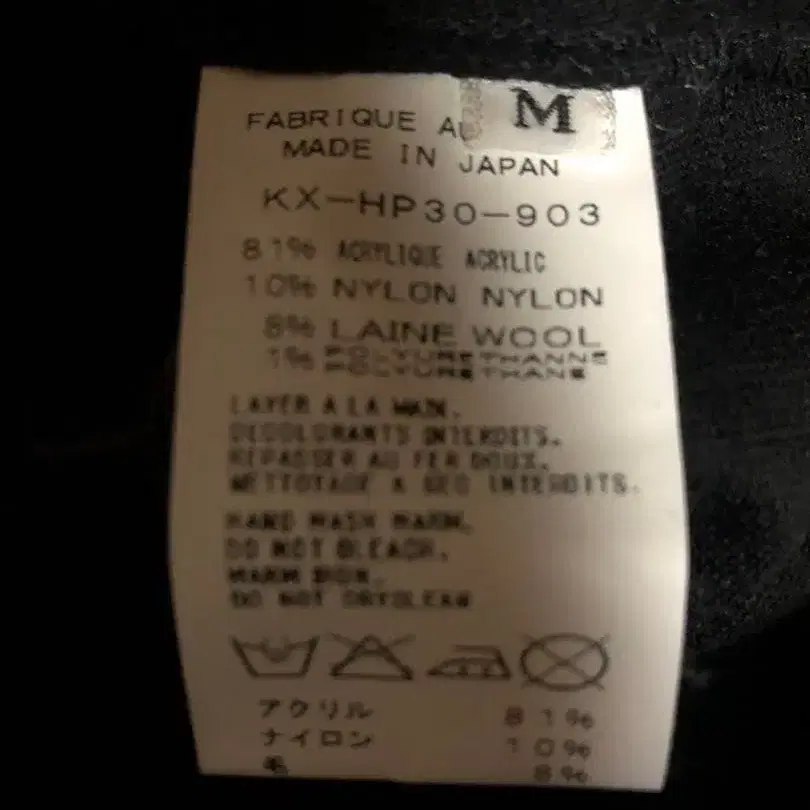 M
FABRIQUE AU
MADE IN JAPAN
KX-HP30-903
81% ACRYLIQUE ACRYLIC
10% NYLON NYLON
8% LAINE WOOL
1% POLYURETHANNE
POLYURETHANE
LAVER A LA MAIN.
DECOLORANTS INTERDITS.
REPASSER AU FER DOUX.
NETTOYAGE A SEC INTERDITS.
HAND WASH WARM.
DO NOT BLEACH.
WARM IRON.
DO NOT DRYCLEAN
アクリル 81%
ナイロン 10%
毛 8%